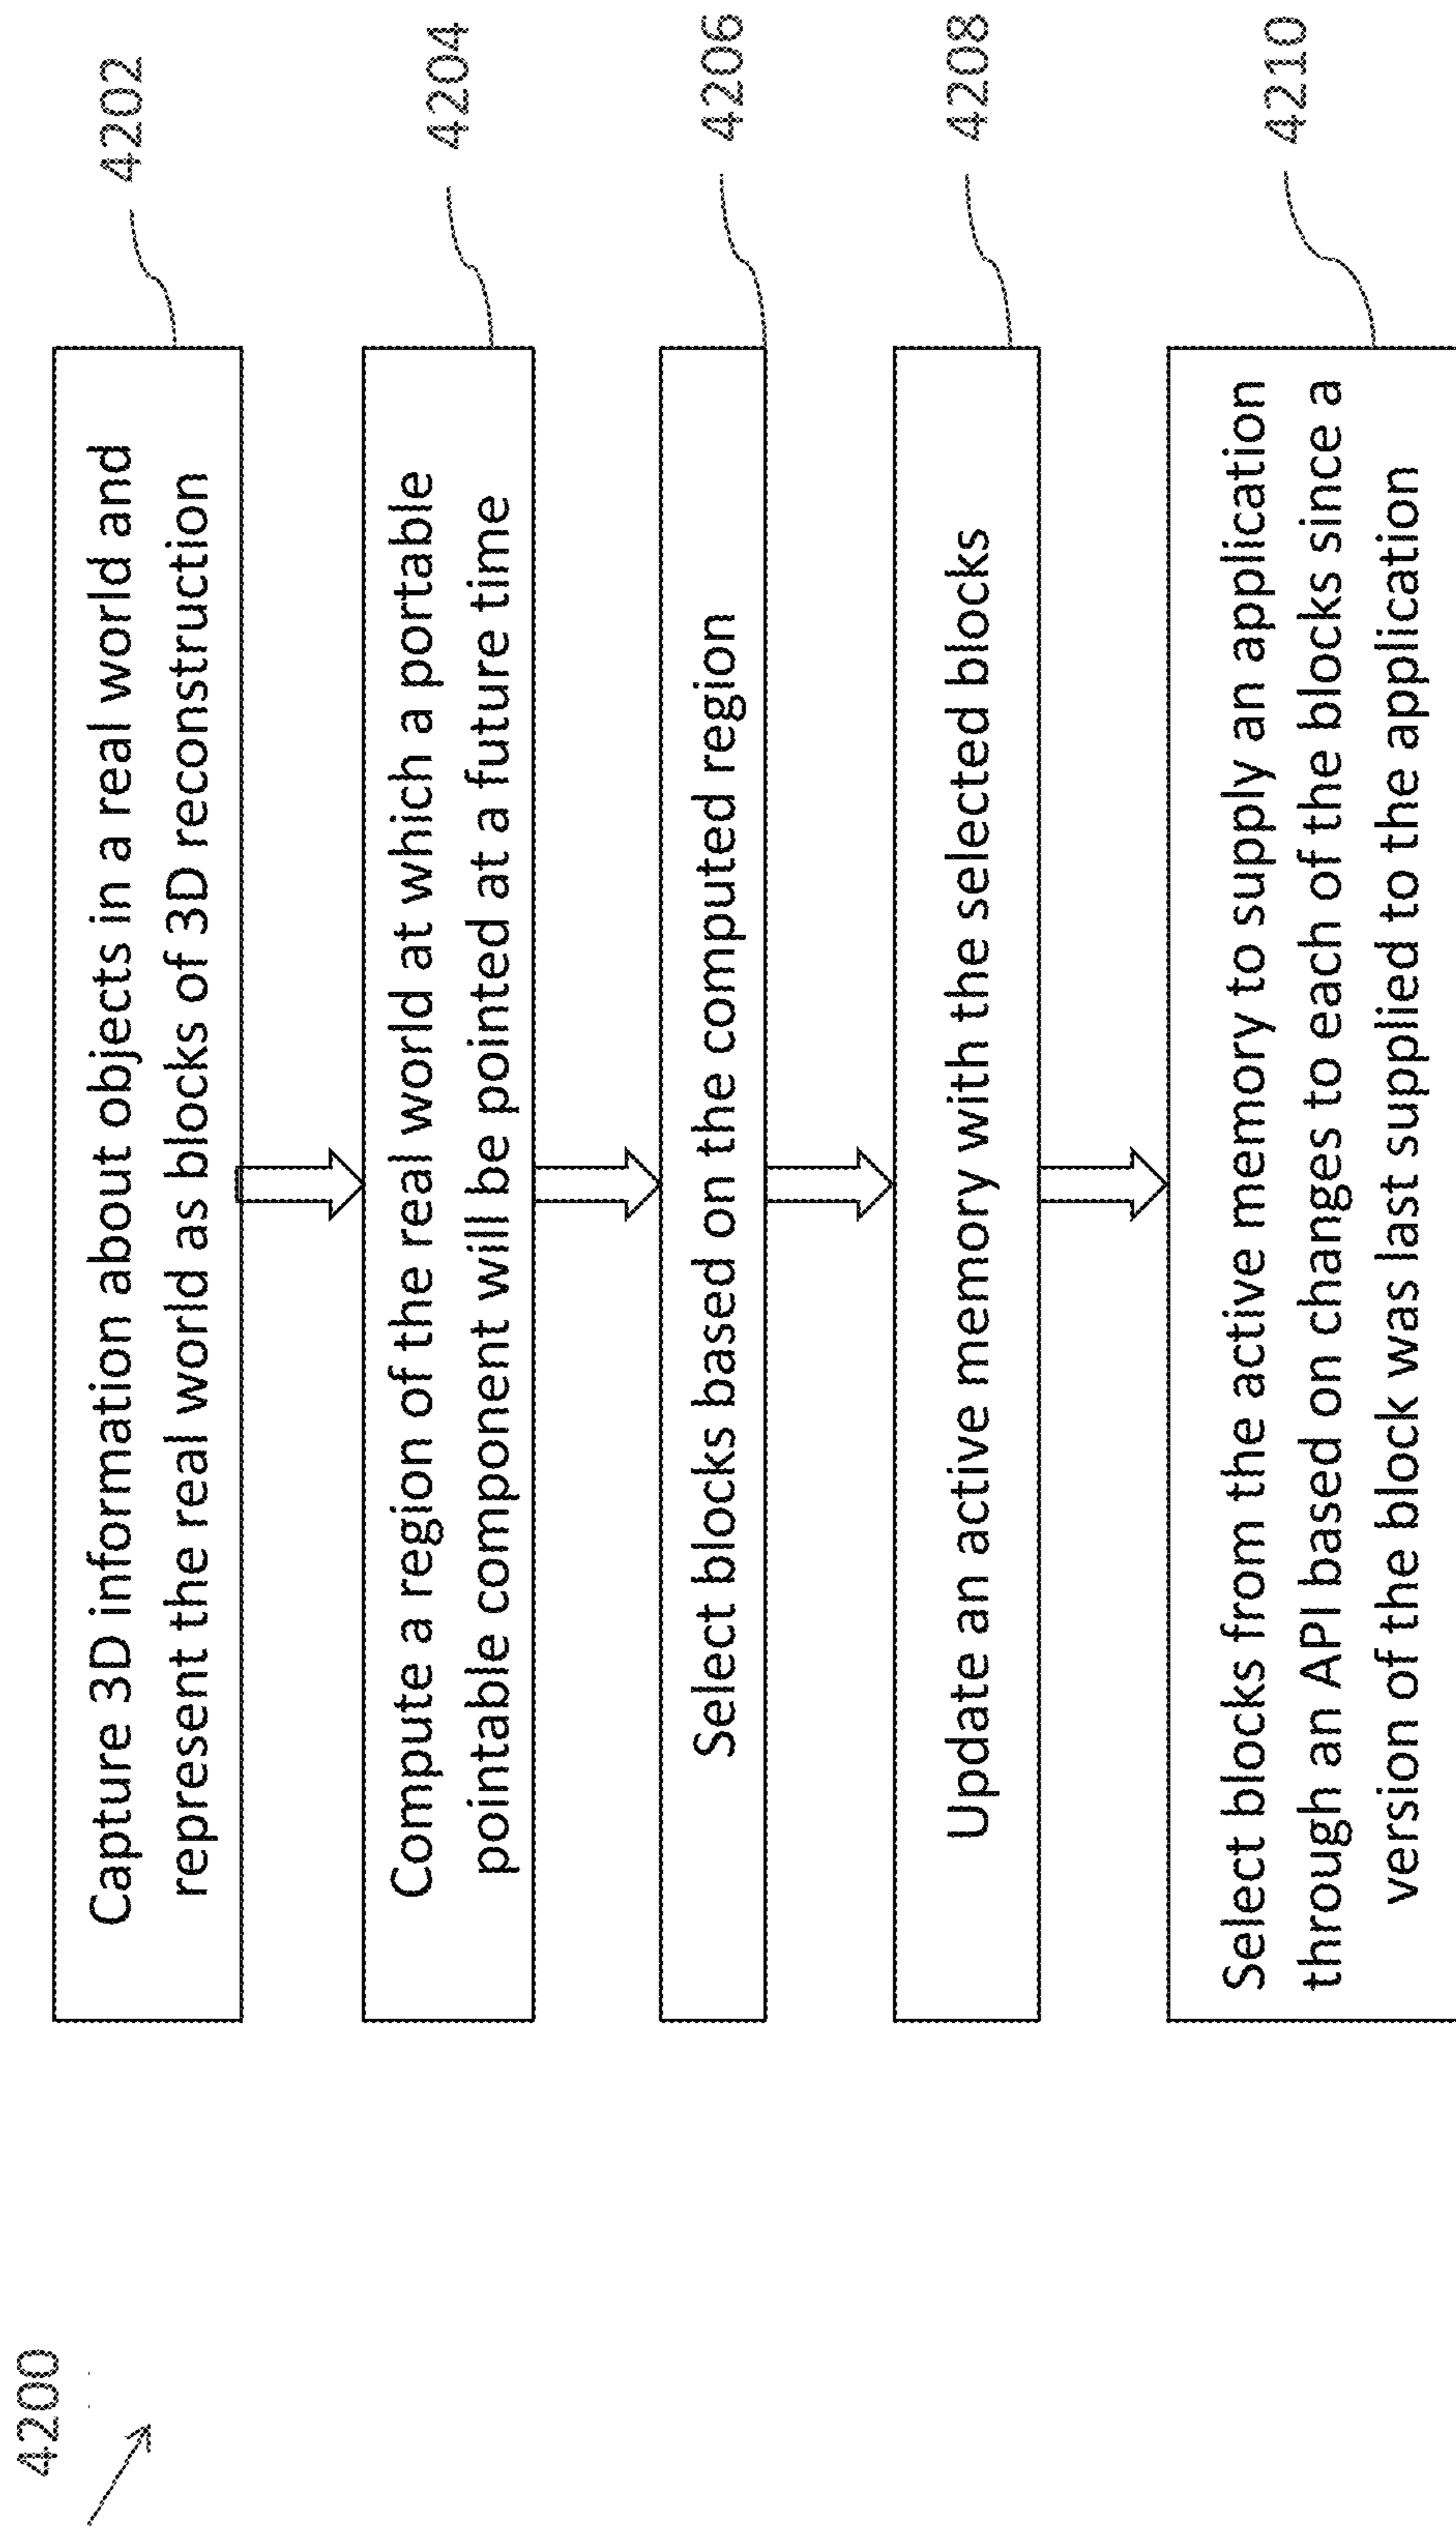 4200
Capture 3D information about objects in a real world and
represent the real world as blocks of 3D reconstruction
4202
Compute a region of the real world at which a portable
pointable component will be pointed at a future time
4204
Select blocks based on the computed region
4206
Update an active memory with the selected blocks
4208
Select blocks from the active memory to supply an application
through an API based on changes to each of the blocks since a
version of the block was last supplied to the application
4210